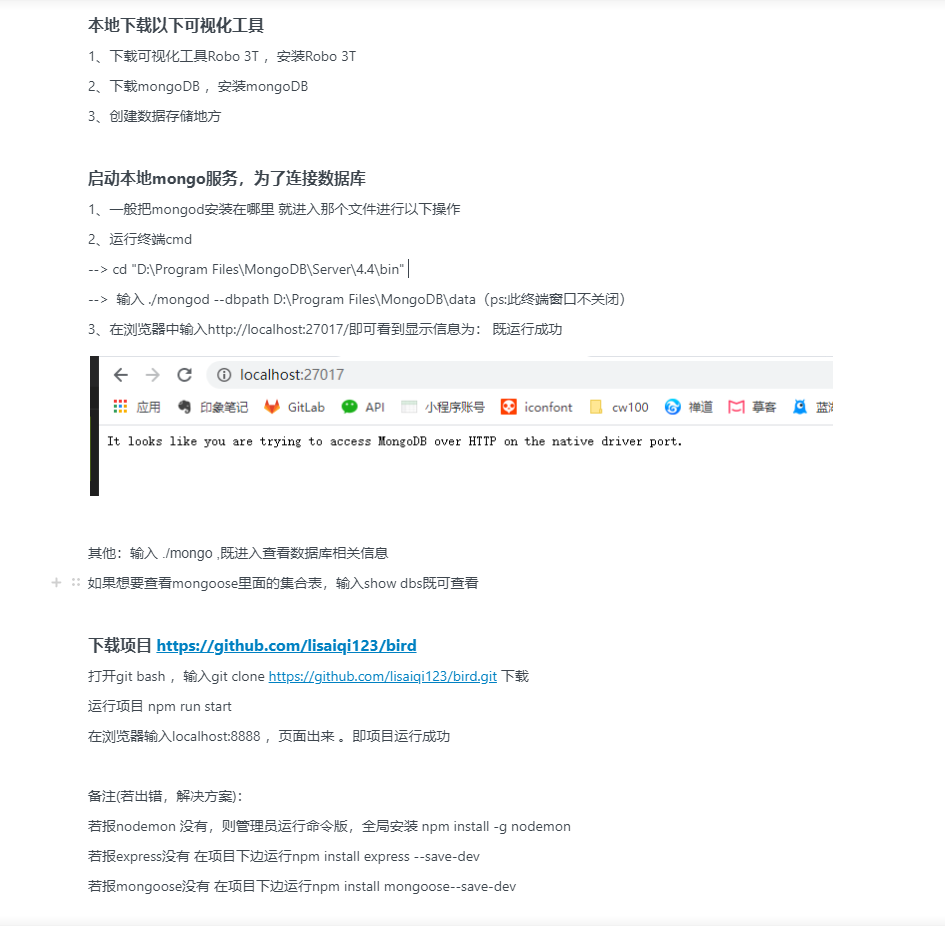 本地下载以下可视化工具
1、下载可视化工具Robo 3T ，安装Robo 3T
2、下载mongoDB ，安装mongoDB
3、创建数据存储地方
启动本地mongo服务，为了连接数据库
1、一般把mongod安装在哪里 就进入那个文件进行以下操作
2、运行终端cmd
--> cd "D:\Program Files\MongoDB\Server\4.4\bin"
--> 输入 ./mongod --dbpath D:\Program Files\MongoDB\data（ps:此终端窗口不关闭）
3、在浏览器中输入http://localhost:27017/即可看到显示信息为： 既运行成功
localhost:27017
应用 印象笔记 GitLab API 小程序账号 iconfont cw100 禅道 摹客 蓝湖
It looks like you are trying to access MongoDB over HTTP on the native driver port.
其他：输入 ./mongo ,既进入查看数据库相关信息
如果想要查看mongoose里面的集合表，输入show dbs既可查看
下载项目 https://github.com/lisaiqi123/bird
打开git bash ，输入git clone https://github.com/lisaiqi123/bird.git 下载
运行项目 npm run start
在浏览器输入localhost:8888 ，页面出来 。即项目运行成功
备注(若出错，解决方案)：
若报nodemon 没有，则管理员运行命令版，全局安装 npm install -g nodemon
若报express没有 在项目下边运行npm install express --save-dev
若报mongoose没有 在项目下边运行npm install mongoose--save-dev